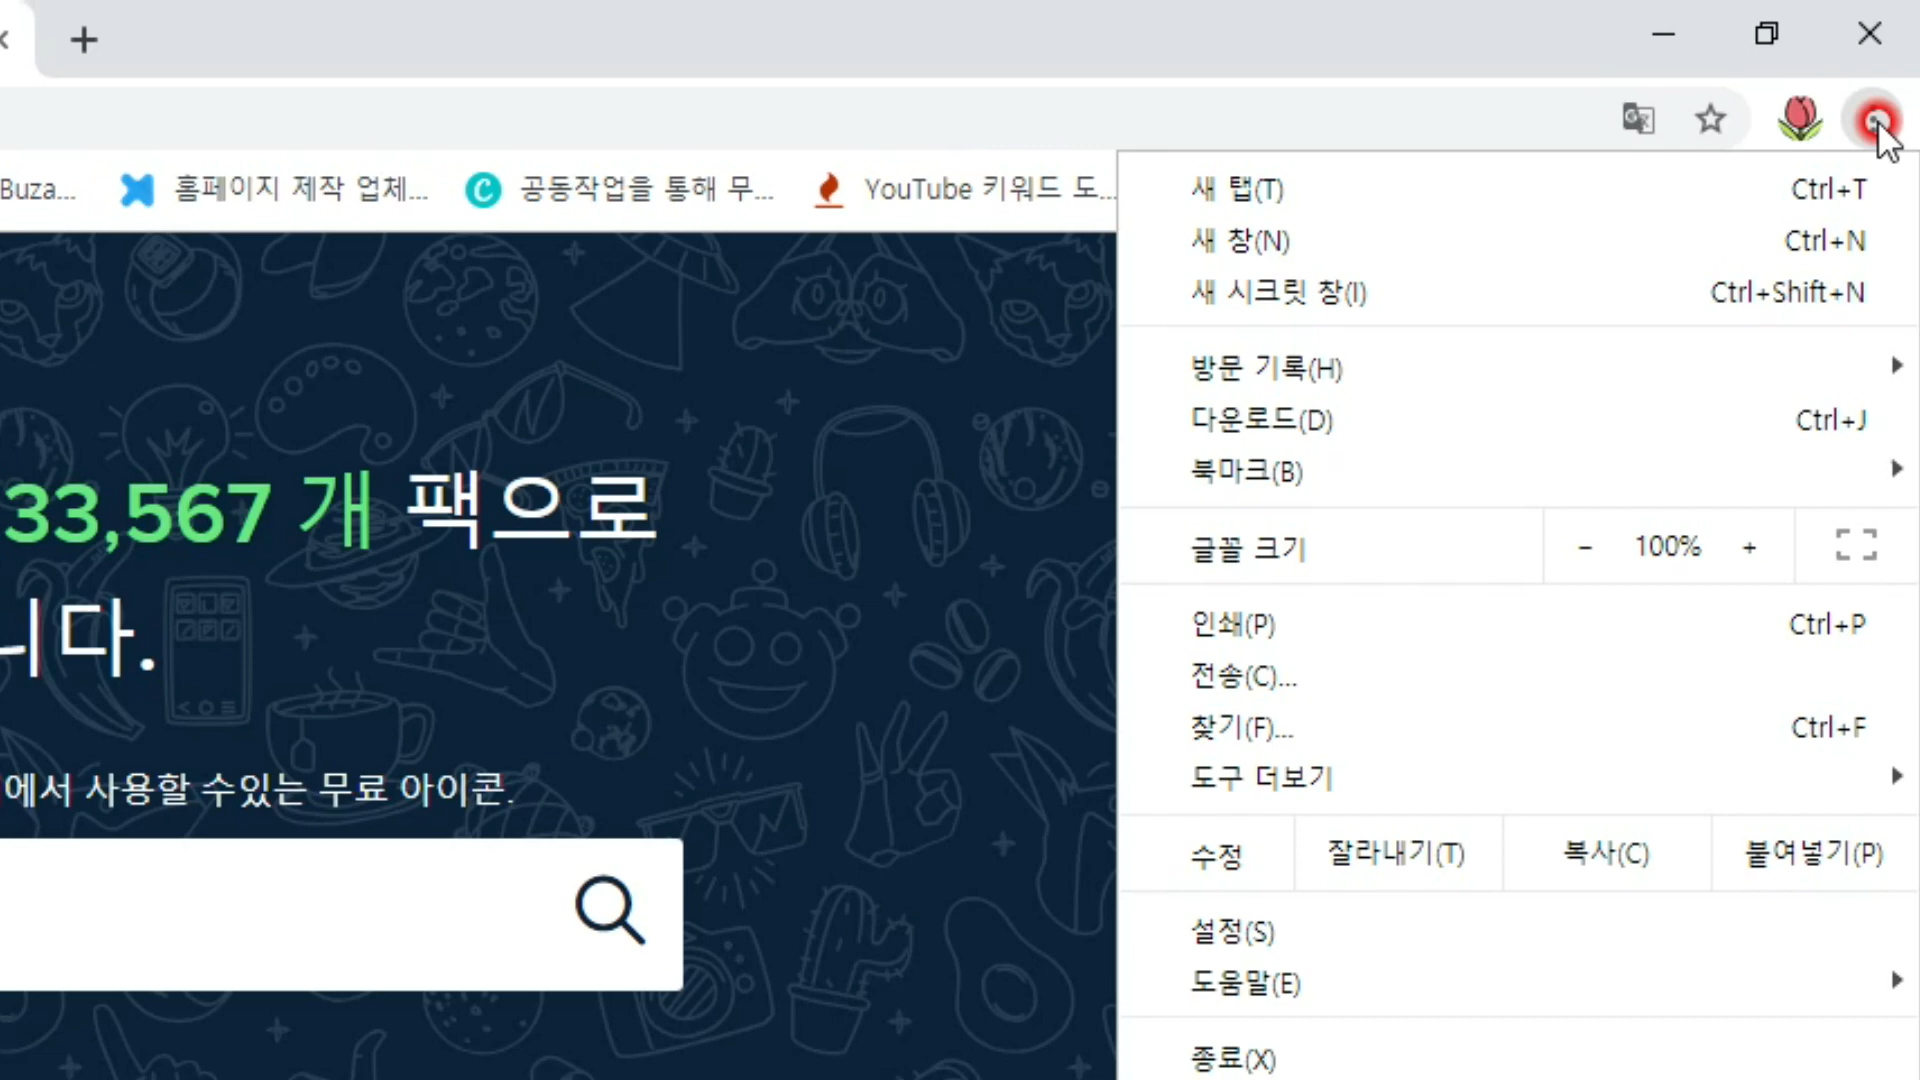 Buza...
홈페이지 제작 업체...
공동작업을 통해 무...
YouTube 키워드 도...
33,567 개 팩으로
니다.
에서 사용할 수있는 무료 아이콘.
새 탭(T) Ctrl+T
새 창(N) Ctrl+N
새 시크릿 창(I) Ctrl+Shift+N
방문 기록(H)
다운로드(D) Ctrl+J
북마크(B)
글꼴 크기 - 100% +
인쇄(P) Ctrl+P
전송(C)...
찾기(F)... Ctrl+F
도구 더보기
수정 잘라내기(T) 복사(C) 붙여넣기(P)
설정(S)
도움말(E)
종료(X)